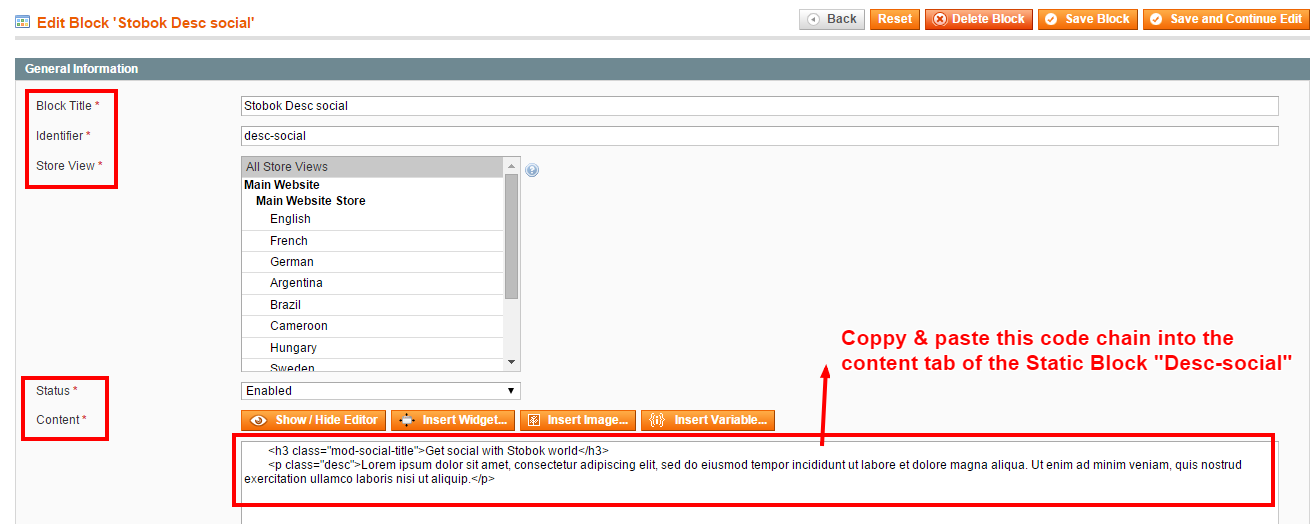 Edit Block 'Stobok Desc social'
Back Reset Delete Block Save Block Save and Continue Edit
General Information
Block Title * Stobok Desc social
Identifier * desc-social
Store View * All Store Views
Main Website
Main Website Store
English
French
German
Argentina
Brazil
Cameroon
Hungary
Sweden
Coppy & paste this code chain into the
content tab of the Static Block "Desc-social"
Status * Enabled
Content * Show / Hide Editor Insert Widget... Insert Image... Insert Variable...
<h3 class="mod-social-title">Get social with Stobok world</h3>
<p class="desc">Lorem ipsum dolor sit amet, consectetur adipiscing elit, sed do eiusmod tempor incididunt ut labore et dolore magna aliqua. Ut enim ad minim veniam, quis nostrud
exercitation ullamco laboris nisi ut aliquip.</p>